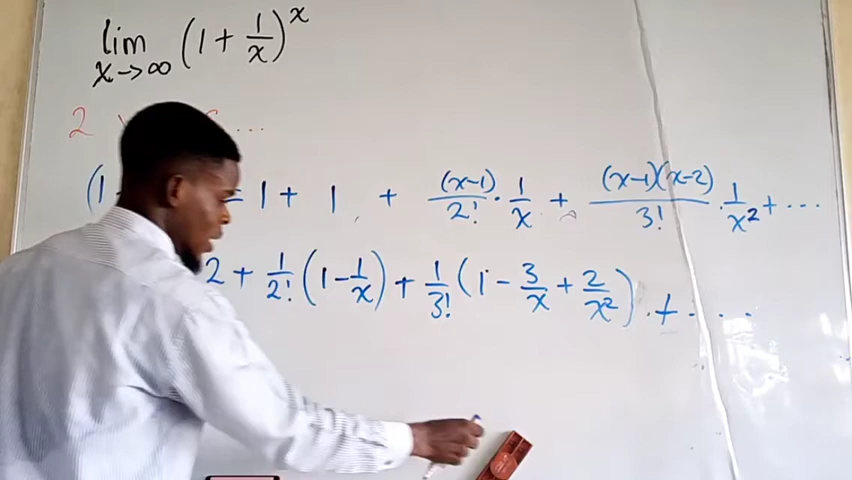 lim (1 + 1/x)^x
x→∞
2 ...
(1 = 1 + 1 + (x-1)/2! · 1/x + (x-1)(x-2)/3! · 1/x² + ...
2 + 1/2! (1 - 1/x) + 1/3! (1 - 3/x + 2/x²) + ...